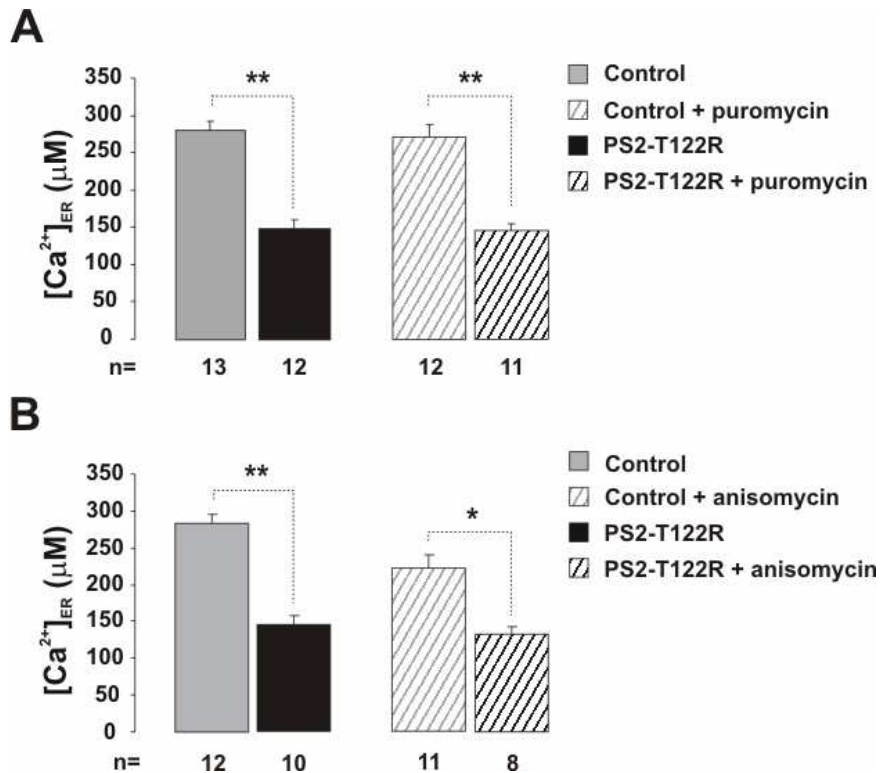 A
[Ca²⁺]ER (µM)
350
300
250
200
150
100
50
0
**
**
Control
Control + puromycin
PS2-T122R
PS2-T122R + puromycin
n= 13 12 12 11
B
[Ca²⁺]ER (µM)
350
300
250
200
150
100
50
0
**
*
Control
Control + anisomycin
PS2-T122R
PS2-T122R + anisomycin
n= 12 10 11 8